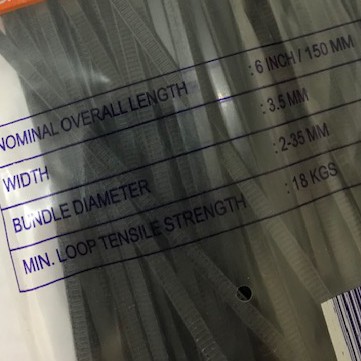 NOMINAL OVERALL LENGTH : 6 INCH / 150 MM
WIDTH : 3.5 MM
BUNDLE DIAMETER : 2-35 MM
MIN. LOOP TENSILE STRENGTH : 18 KGS